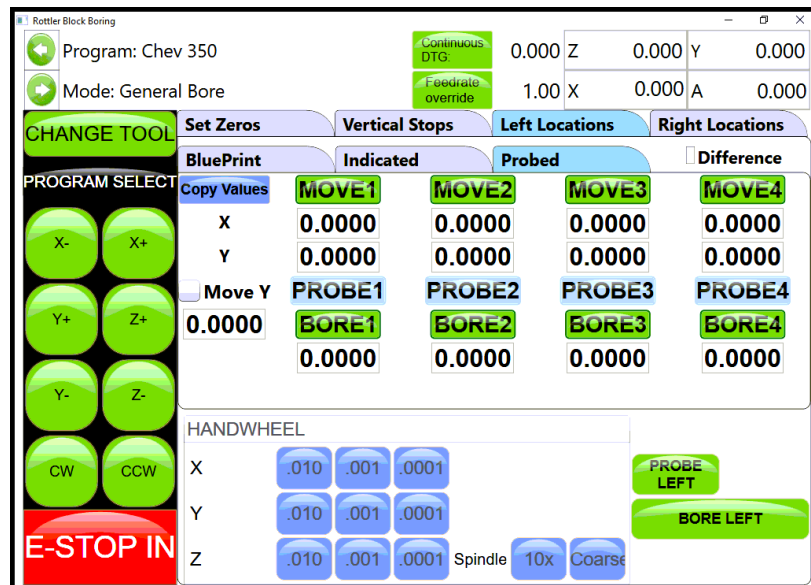 Rottler Block Boring
Program: Chev 350
Continuous DTG: 0.000 Z 0.000 Y 0.000
Mode: General Bore
Feedrate override 1.00 X 0.000 A 0.000
CHANGE TOOL
Set Zeros Vertical Stops Left Locations Right Locations
BluePrint Indicated Probed Difference
PROGRAM SELECT
X- X+
Y+ Z+
Y- Z-
CW CCW
E-STOP IN
Copy Values MOVE1 MOVE2 MOVE3 MOVE4
X 0.0000 0.0000 0.0000 0.0000
Y 0.0000 0.0000 0.0000 0.0000
Move Y PROBE1 PROBE2 PROBE3 PROBE4
0.0000 BORE1 BORE2 BORE3 BORE4
0.0000 0.0000 0.0000 0.0000
HANDWHEEL
X .010 .001 .0001
Y .010 .001 .0001
Z .010 .001 .0001 Spindle 10x Coarse
PROBE
LEFT
BORE LEFT